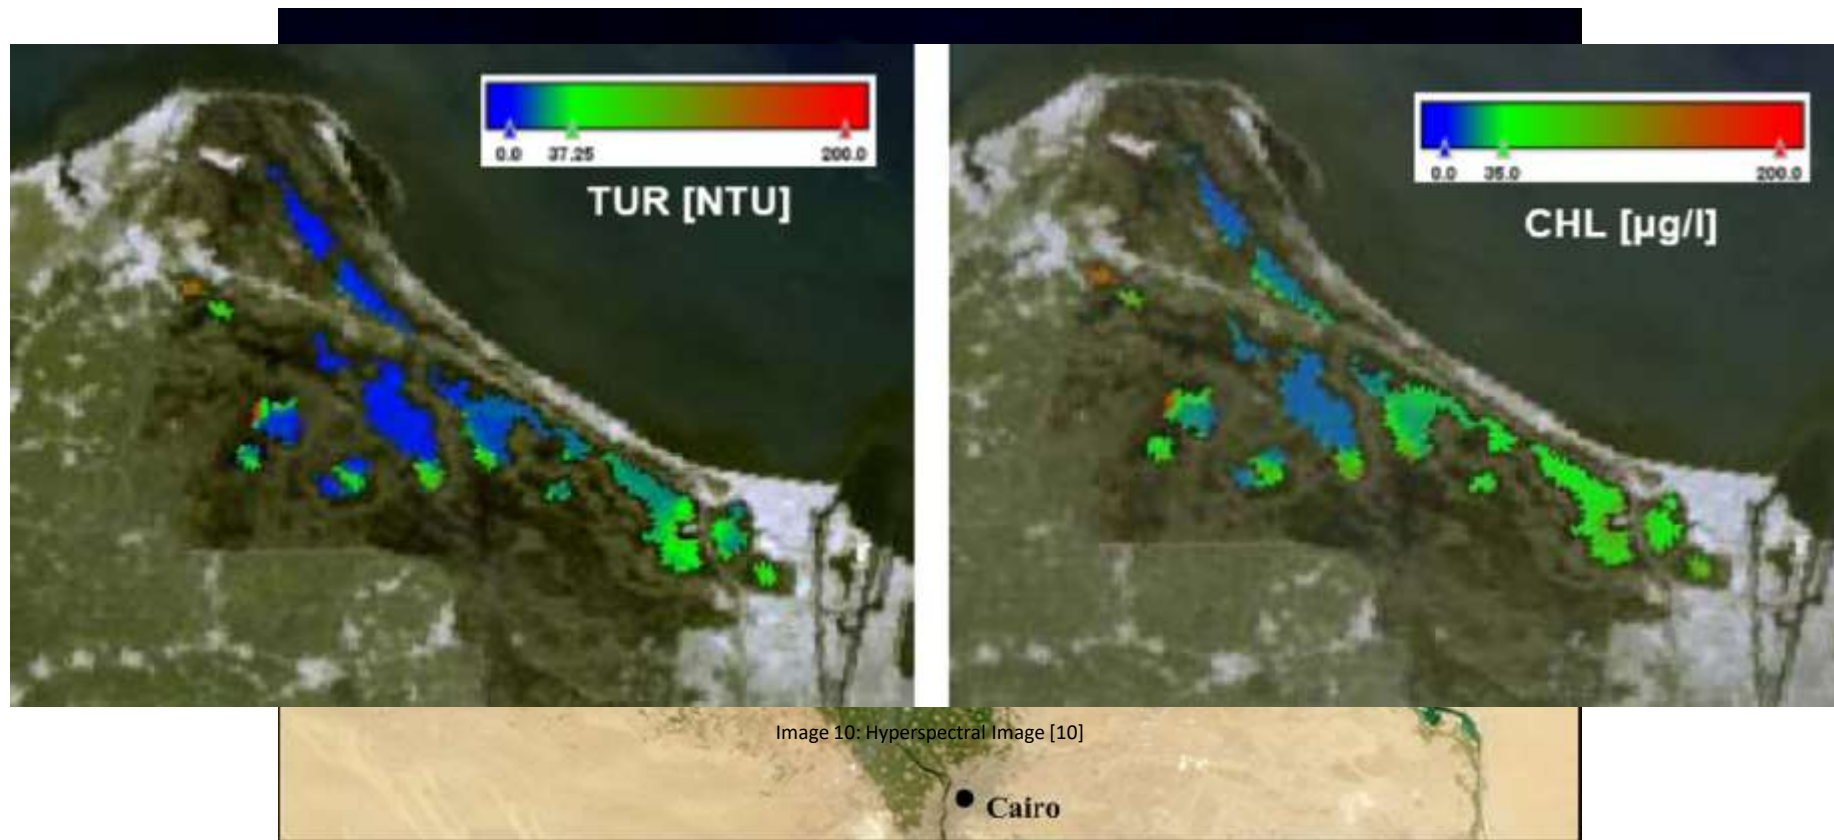 0.0 37.25 200.0
TUR [NTU]
0.0 35.0 200.0
CHL [µg/l]
Image 10: Hyperspectral Image [10]
Cairo